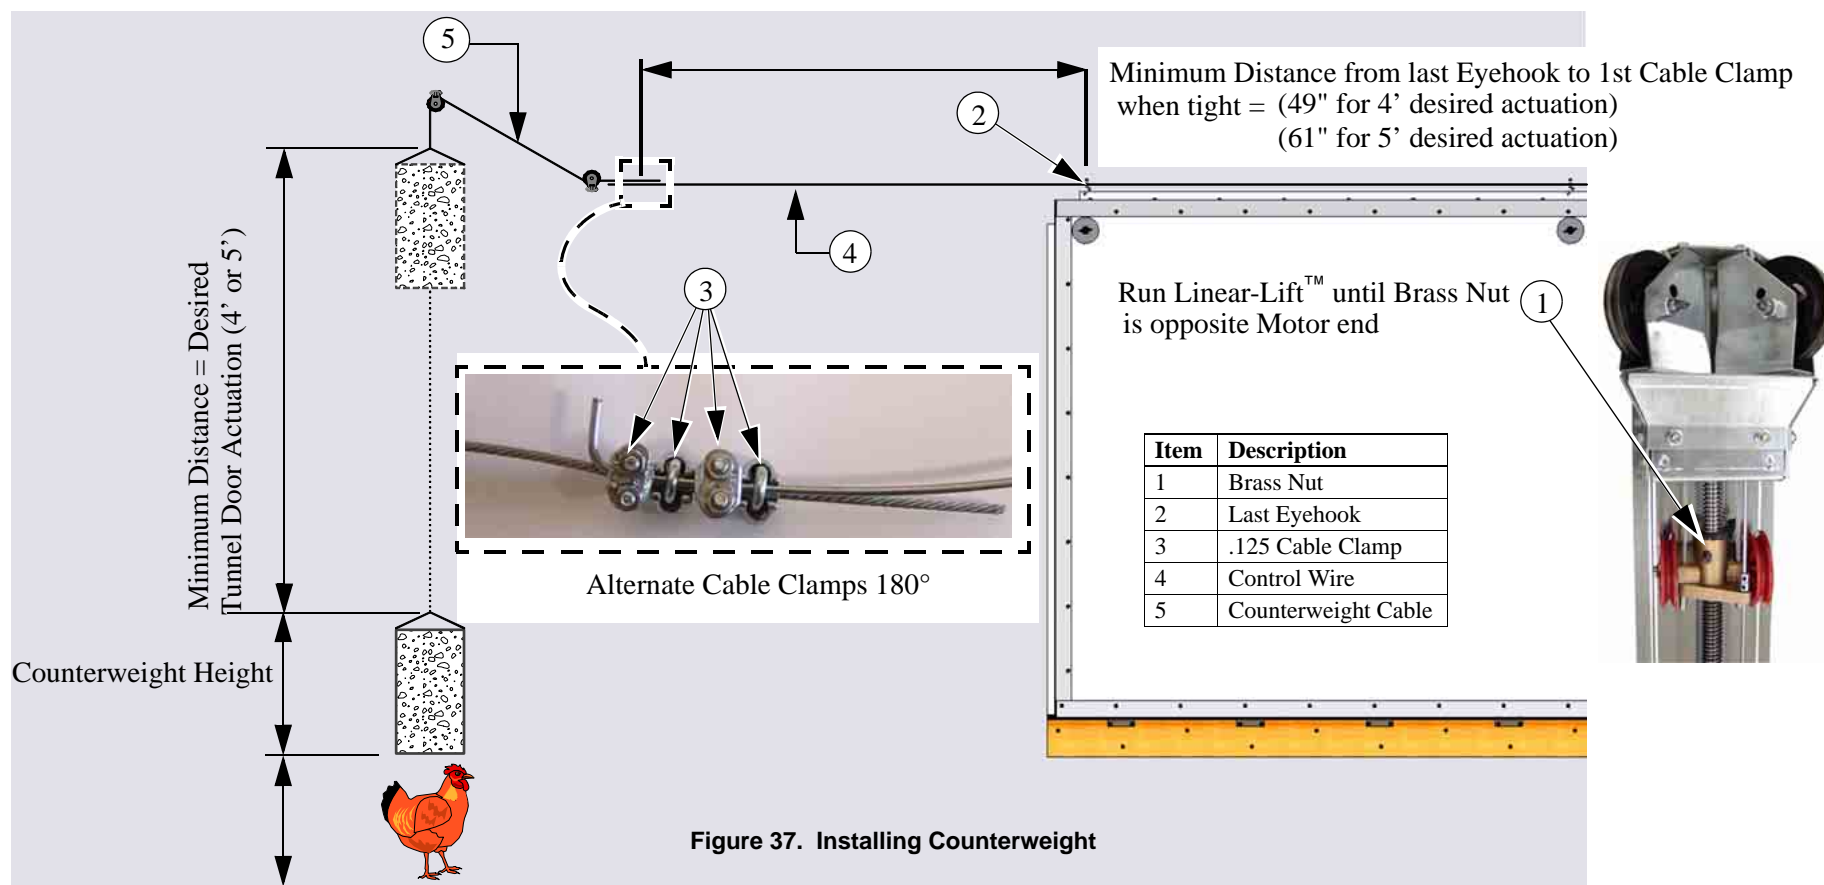 5
2
Minimum Distance from last Eyehook to 1st Cable Clamp
when tight = (49" for 4’ desired actuation)
(61" for 5’ desired actuation)
4
3
Run Linear-Lift™ until Brass Nut
is opposite Motor end
1
Minimum Distance = Desired
Tunnel Door Actuation (4’ or 5’)
Item Description
1 Brass Nut
2 Last Eyehook
3 .125 Cable Clamp
4 Control Wire
5 Counterweight Cable
Alternate Cable Clamps 180°
Counterweight Height
Figure 37. Installing Counterweight